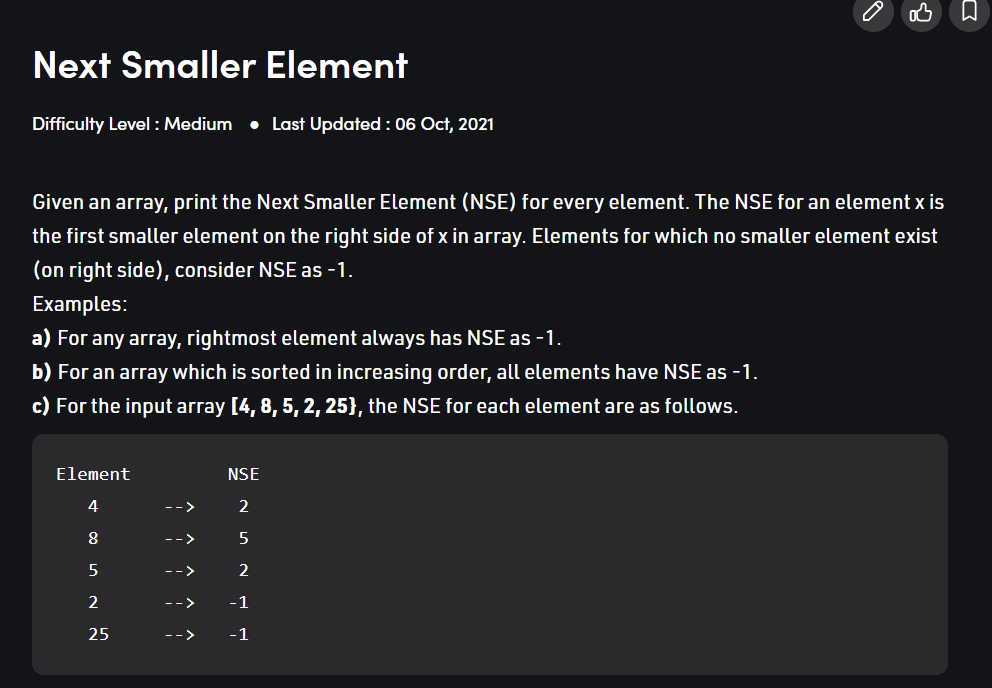 Next Smaller Element
Difficulty Level : Medium ● Last Updated : 06 Oct, 2021
Given an array, print the Next Smaller Element (NSE) for every element. The NSE for an element x is
the first smaller element on the right side of x in array. Elements for which no smaller element exist
(on right side), consider NSE as -1.
Examples:
a) For any array, rightmost element always has NSE as -1.
b) For an array which is sorted in increasing order, all elements have NSE as -1.
c) For the input array [4, 8, 5, 2, 25}, the NSE for each element are as follows.
Element NSE
4 --> 2
8 --> 5
5 --> 2
2 --> -1
25 --> -1